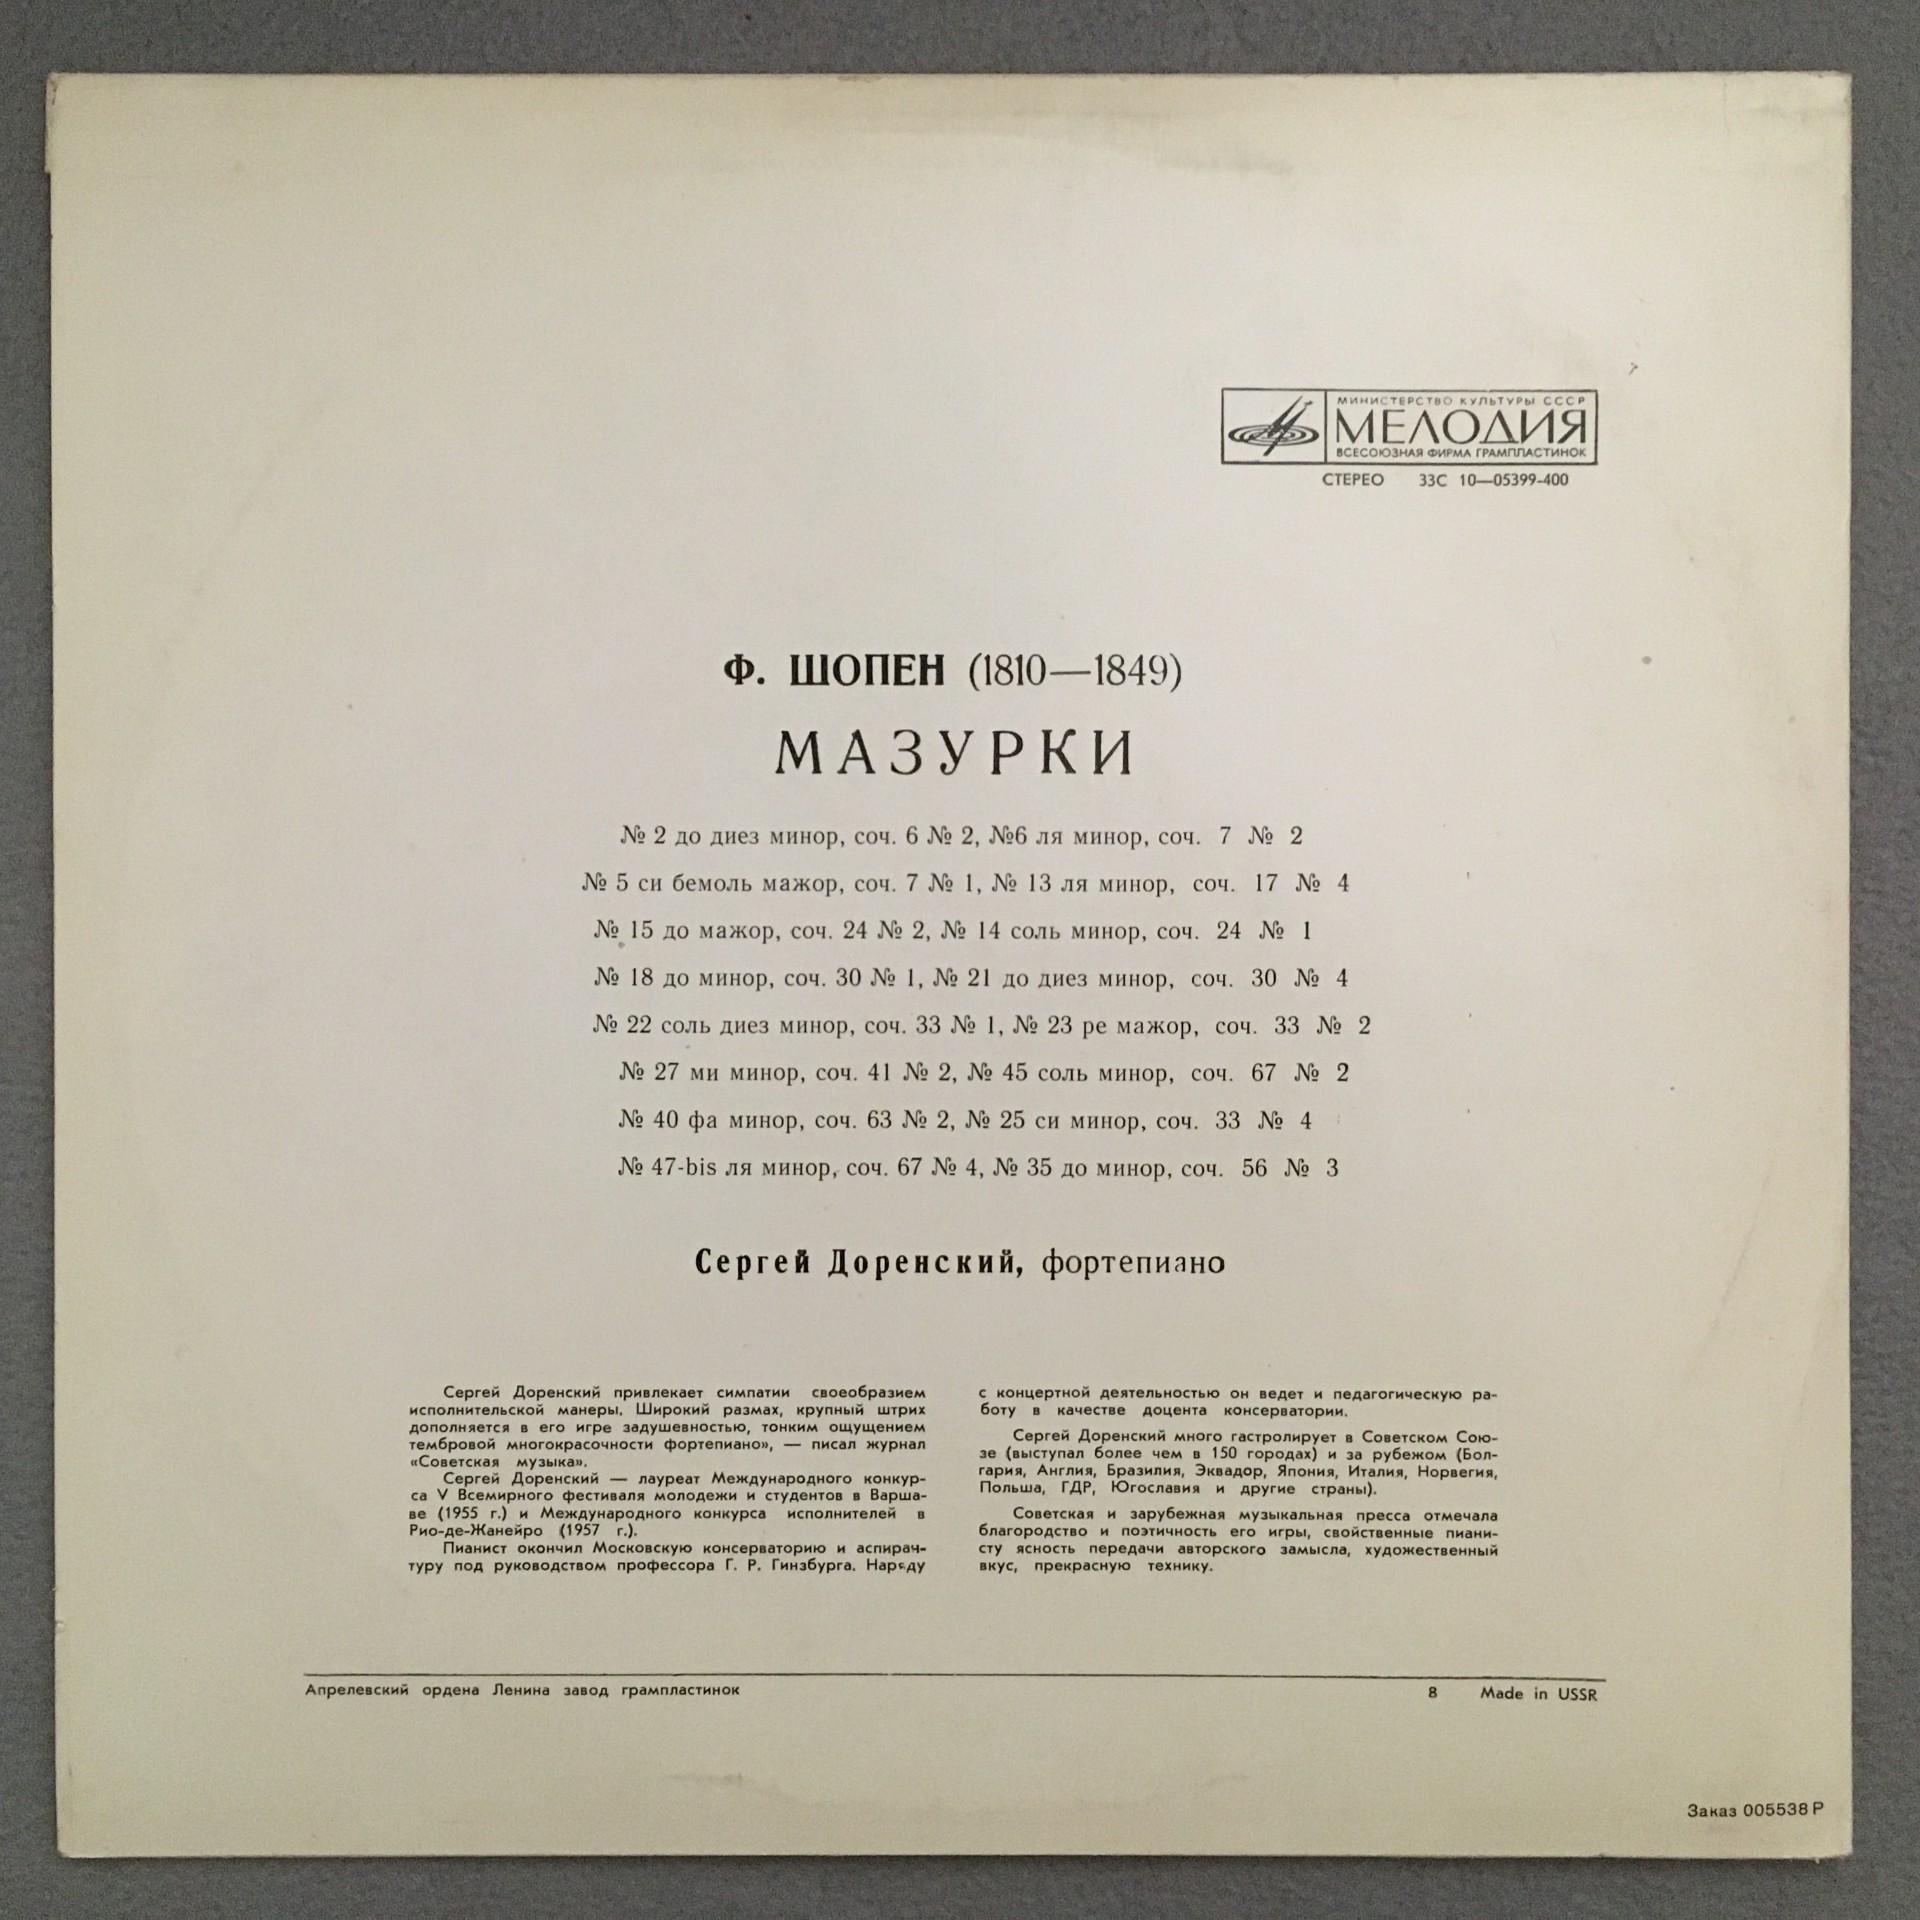 МИНИСТЕРСТВО КУЛЬТУРЫ СССР
МЕЛОДИЯ
ВСЕСОЮЗНАЯ ФИРМА ГРАМПЛАСТИНОК
СТЕРЕО 33С 10—05399-400
Ф. ШОПЕН (1810—1849)
МАЗУРКИ
№ 2 до диез минор, соч. 6 № 2, №6 ля минор, соч. 7 № 2
№ 5 си бемоль мажор, соч. 7 № 1, № 13 ля минор, соч. 17 № 4
№ 15 до мажор, соч. 24 № 2, № 14 соль минор, соч. 24 № 1
№ 18 до минор, соч. 30 № 1, № 21 до диез минор, соч. 30 № 4
№ 22 соль диез минор, соч. 33 № 1, № 23 ре мажор, соч. 33 № 2
№ 27 ми минор, соч. 41 № 2, № 45 соль минор, соч. 67 № 2
№ 40 фа минор, соч. 63 № 2, № 25 си минор, соч. 33 № 4
№ 47-bis ля минор, соч. 67 № 4, № 35 до минор, соч. 56 № 3
Сергей Доренский, фортепиано
Сергей Доренский привлекает симпатии своеобразием
исполнительской манеры. Широкий размах, крупный штрих
дополняется в его игре задушевностью, тонким ощущением
тембровой многокрасочности фортепиано», — писал журнал
«Советская музыка».
Сергей Доренский — лауреат Международного конкур-
са V Всемирного фестиваля молодежи и студентов в Варша-
ве (1955 г.) и Международного конкурса исполнителей в
Рио-де-Жанейро (1957 г.).
Пианист окончил Московскую консерваторию и аспиран-
туру под руководством профессора Г. Р. Гинзбурга. Наряду
с концертной деятельностью он ведет и педагогическую ра-
боту в качестве доцента консерватории.
Сергей Доренский много гастролирует в Советском Сою-
зе (выступал более чем в 150 городах) и за рубежом (Бол-
гария, Англия, Бразилия, Эквадор, Япония, Италия, Норвегия,
Польша, ГДР, Югославия и другие страны).
Советская и зарубежная музыкальная пресса отмечала
благородство и поэтичность его игры, свойственные пиани-
сту ясность передачи авторского замысла, художественный
вкус, прекрасную технику.
Апрелевский ордена Ленина завод грампластинок
8 Made in USSR
Заказ 005538 Р